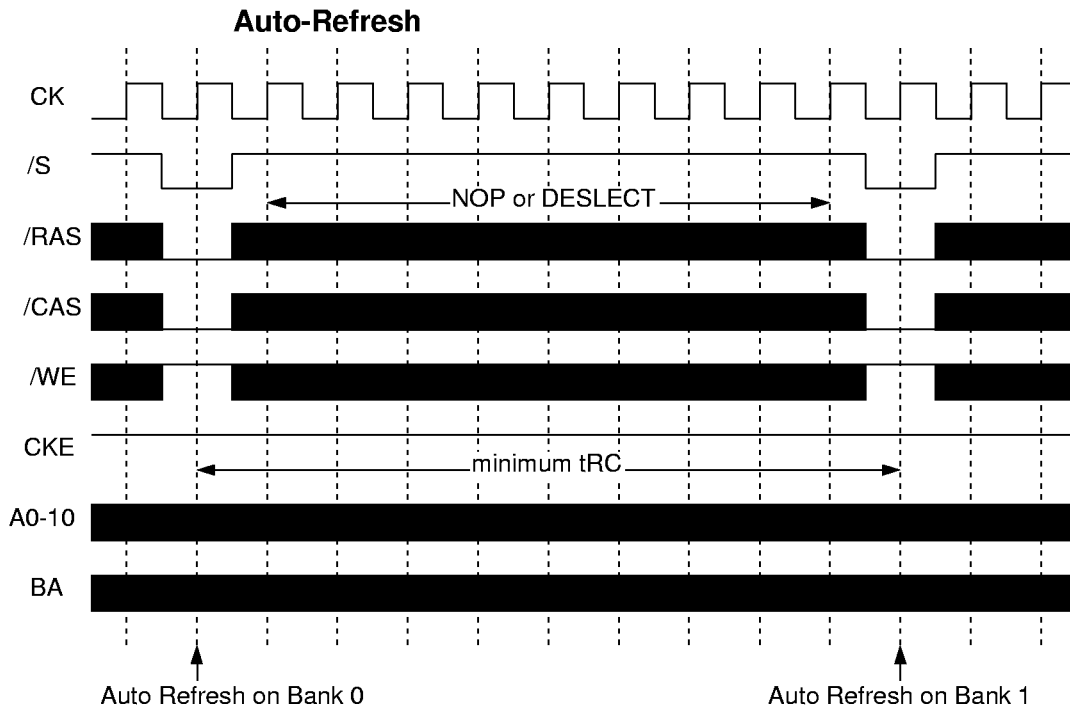 Auto-Refresh
CK
/S
NOP or DESLECT
/RAS
/CAS
/WE
CKE
minimum tRC
A0-10
BA
Auto Refresh on Bank 0
Auto Refresh on Bank 1